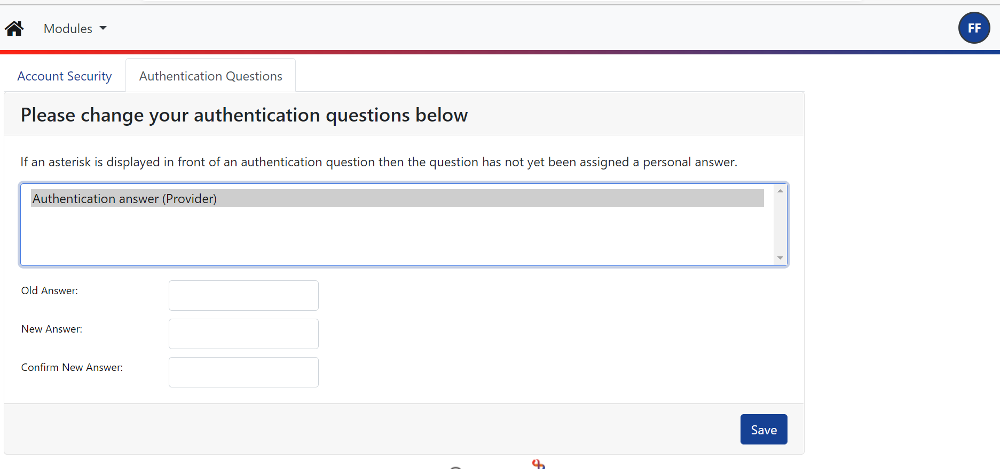 Modules
FF
Account Security
Authentication Questions
Please change your authentication questions below
If an asterisk is displayed in front of an authentication question then the question has not yet been assigned a personal answer.
Authentication answer (Provider)
Old Answer:
New Answer:
Confirm New Answer:
Save